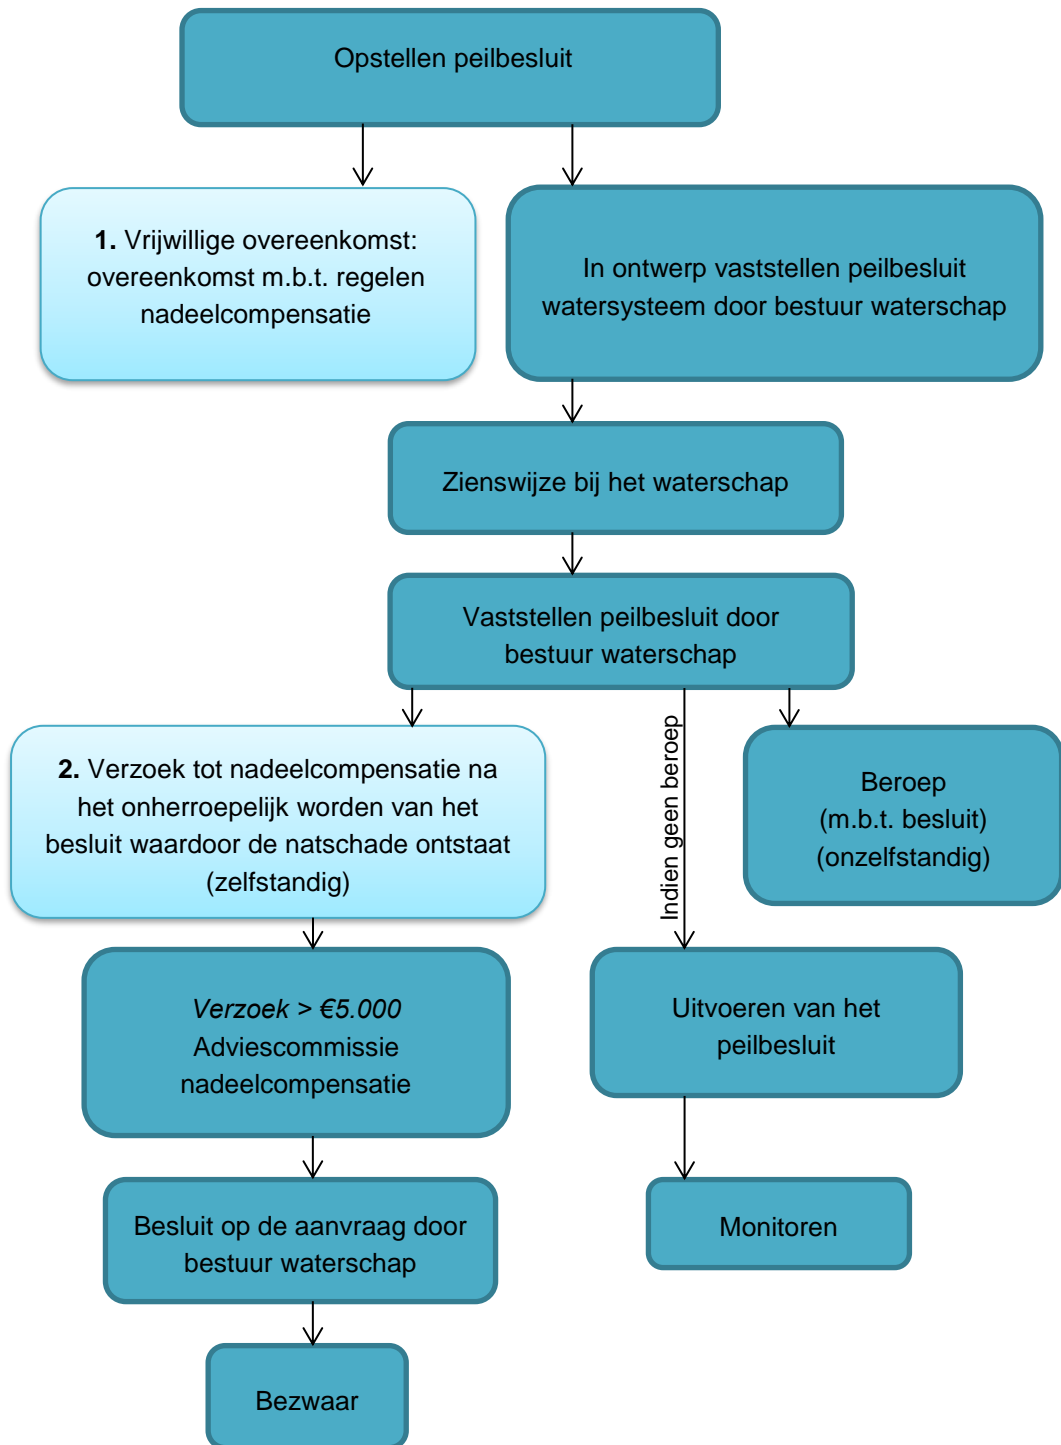 Opstellen peilbesluit
1. Vrijwillige overeenkomst:
overeenkomst m.b.t. regelen
nadeelcompensatie
In ontwerp vaststellen peilbesluit
watersysteem door bestuur waterschap
Zienswijze bij het waterschap
Vaststellen peilbesluit door
bestuur waterschap
2. Verzoek tot nadeelcompensatie na
het onherroepelijk worden van het
besluit waardoor de natschade ontstaat
(zelfstandig)
Indien geen beroep
Beroep
(m.b.t. besluit)
(onzelfstandig)
Verzoek > €5.000
Adviescommissie
nadeelcompensatie
Uitvoeren van het
peilbesluit
Besluit op de aanvraag door
bestuur waterschap
Monitoren
Bezwaar